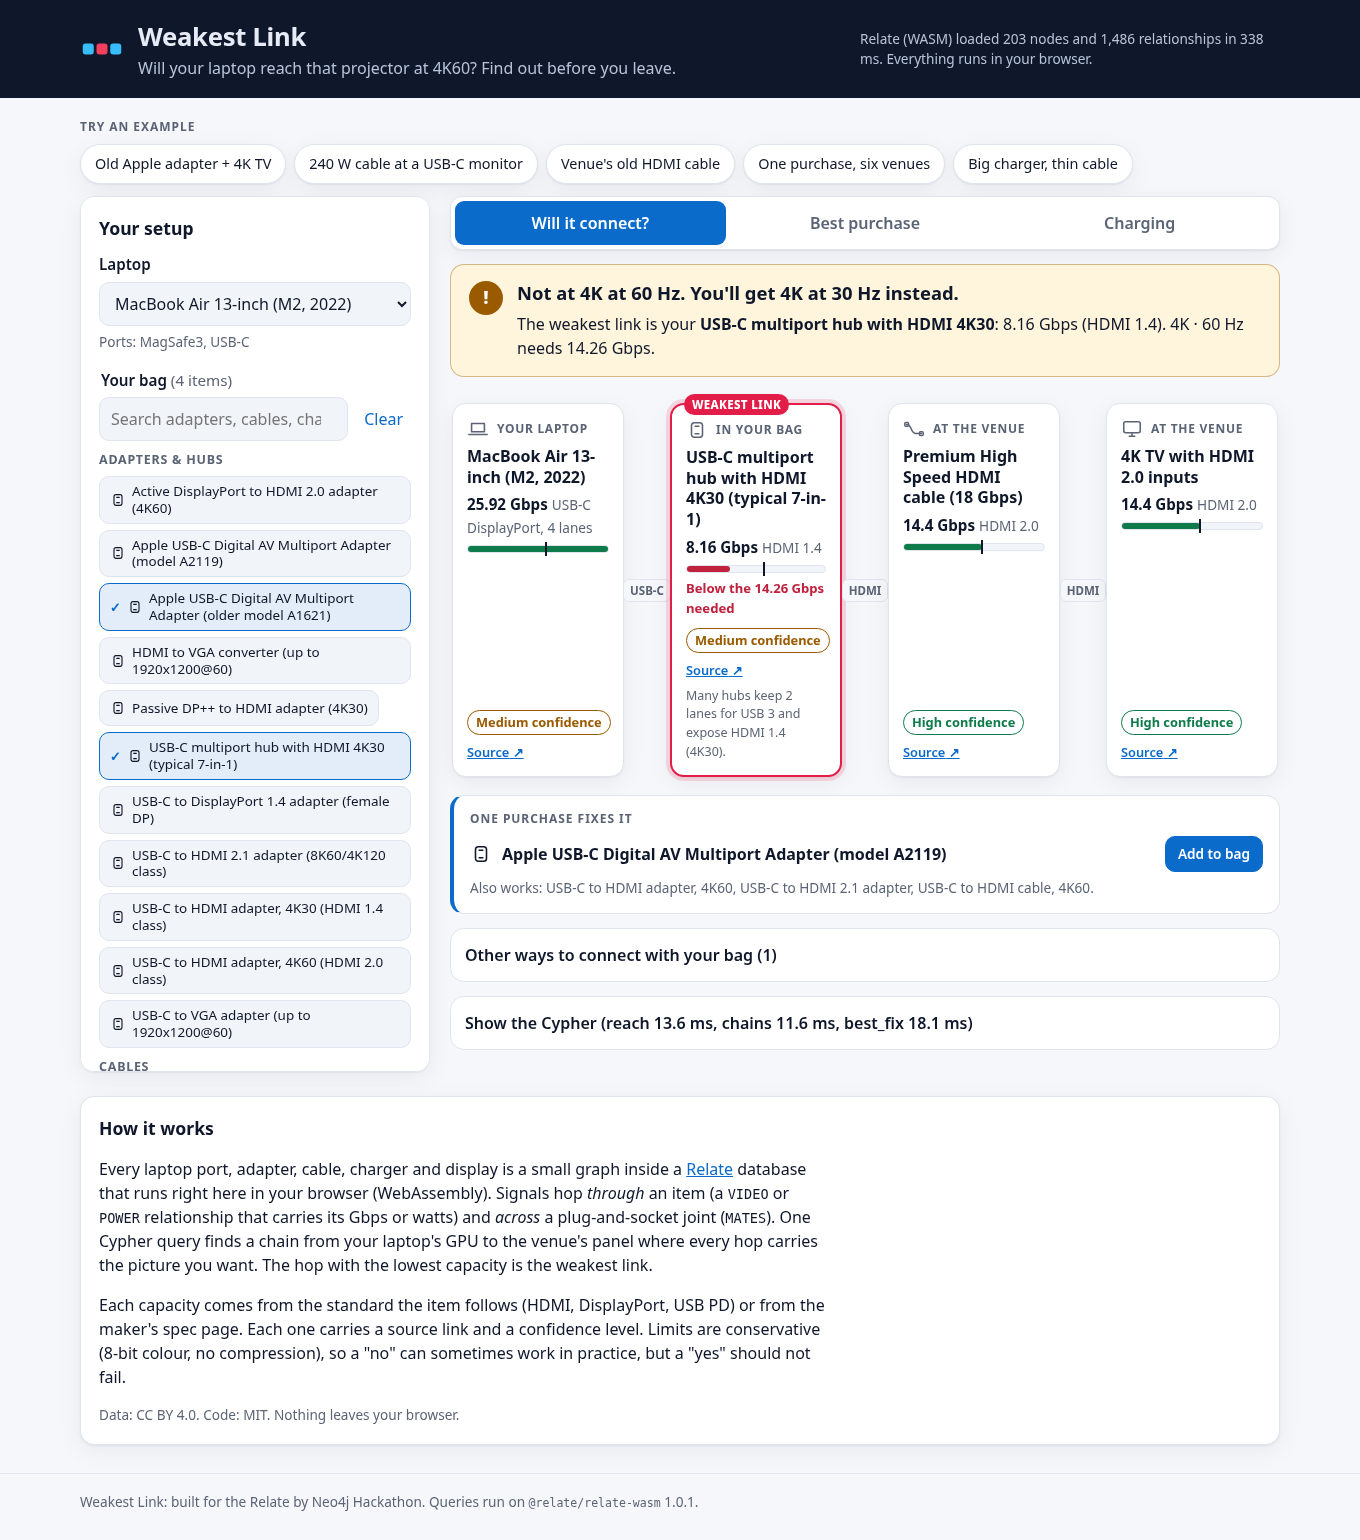 Weakest Link
Will your laptop reach that projector at 4K60? Find out before you leave.
Relate (WASM) loaded 203 nodes and 1,486 relationships in 338
ms. Everything runs in your browser.
TRY AN EXAMPLE
Old Apple adapter + 4K TV
240 W cable at a USB-C monitor
Venue's old HDMI cable
One purchase, six venues
Big charger, thin cable
Your setup
Laptop
MacBook Air 13-inch (M2, 2022)
Ports: MagSafe3, USB-C
Your bag (4 items)
Search adapters, cables, cha
Clear
ADAPTERS & HUBS
Active DisplayPort to HDMI 2.0 adapter
(4K60)
Apple USB-C Digital AV Multiport Adapter
(model A2119)
✓ Apple USB-C Digital AV Multiport
Adapter (older model A1621)
HDMI to VGA converter (up to
1920x1200@60)
Passive DP++ to HDMI adapter (4K30)
✓ USB-C multiport hub with HDMI 4K30
(typical 7-in-1)
USB-C to DisplayPort 1.4 adapter (female
DP)
USB-C to HDMI 2.1 adapter (8K60/4K120
class)
USB-C to HDMI adapter, 4K30 (HDMI 1.4
class)
USB-C to HDMI adapter, 4K60 (HDMI 2.0
class)
USB-C to VGA adapter (up to
1920x1200@60)
CABLES
Will it connect?
Best purchase
Charging
!
Not at 4K at 60 Hz. You'll get 4K at 30 Hz instead.
The weakest link is your USB-C multiport hub with HDMI 4K30: 8.16 Gbps (HDMI 1.4). 4K · 60 Hz
needs 14.26 Gbps.
YOUR LAPTOP
MacBook Air 13-
inch (M2, 2022)
25.92 Gbps USB-C
DisplayPort, 4 lanes
Medium confidence
Source ↗
USB-C
WEAKEST LINK
IN YOUR BAG
USB-C multiport
hub with HDMI
4K30 (typical 7-in-
1)
8.16 Gbps HDMI 1.4
Below the 14.26 Gbps
needed
Medium confidence
Source ↗
Many hubs keep 2
lanes for USB 3 and
expose HDMI 1.4
(4K30).
HDMI
AT THE VENUE
Premium High
Speed HDMI
cable (18 Gbps)
14.4 Gbps HDMI 2.0
High confidence
Source ↗
HDMI
AT THE VENUE
4K TV with HDMI
2.0 inputs
14.4 Gbps HDMI 2.0
High confidence
Source ↗
ONE PURCHASE FIXES IT
Apple USB-C Digital AV Multiport Adapter (model A2119)
Add to bag
Also works: USB-C to HDMI adapter, 4K60, USB-C to HDMI 2.1 adapter, USB-C to HDMI cable, 4K60.
Other ways to connect with your bag (1)
Show the Cypher (reach 13.6 ms, chains 11.6 ms, best_fix 18.1 ms)
How it works
Every laptop port, adapter, cable, charger and display is a small graph inside a Relate database
that runs right here in your browser (WebAssembly). Signals hop through an item (a VIDEO or
POWER relationship that carries its Gbps or watts) and across a plug-and-socket joint (MATES). One
Cypher query finds a chain from your laptop's GPU to the venue's panel where every hop carries
the picture you want. The hop with the lowest capacity is the weakest link.
Each capacity comes from the standard the item follows (HDMI, DisplayPort, USB PD) or from the
maker's spec page. Each one carries a source link and a confidence level. Limits are conservative
(8-bit colour, no compression), so a "no" can sometimes work in practice, but a "yes" should not
fail.
Data: CC BY 4.0. Code: MIT. Nothing leaves your browser.
Weakest Link: built for the Relate by Neo4j Hackathon. Queries run on @relate/relate-wasm 1.0.1.